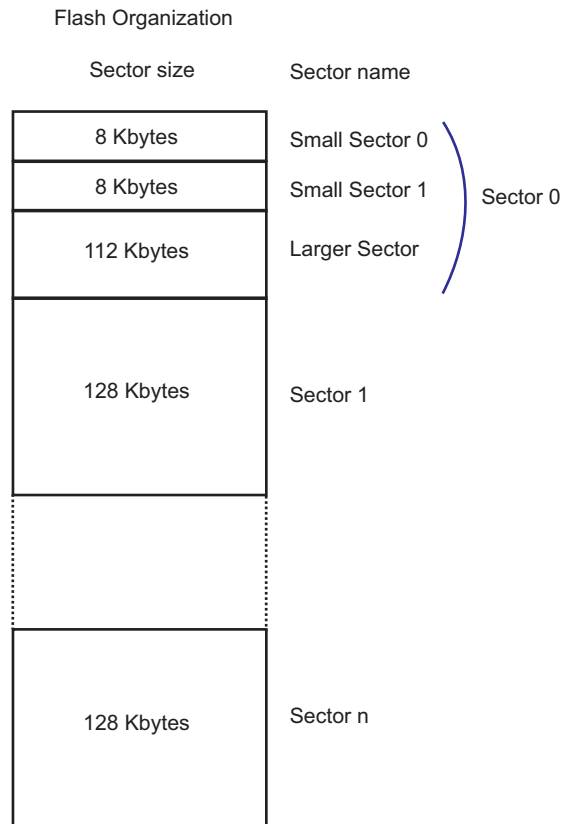 Flash Organization
Sector size Sector name
8 Kbytes Small Sector 0
8 Kbytes Small Sector 1 Sector 0
112 Kbytes Larger Sector
128 Kbytes Sector 1
128 Kbytes Sector n